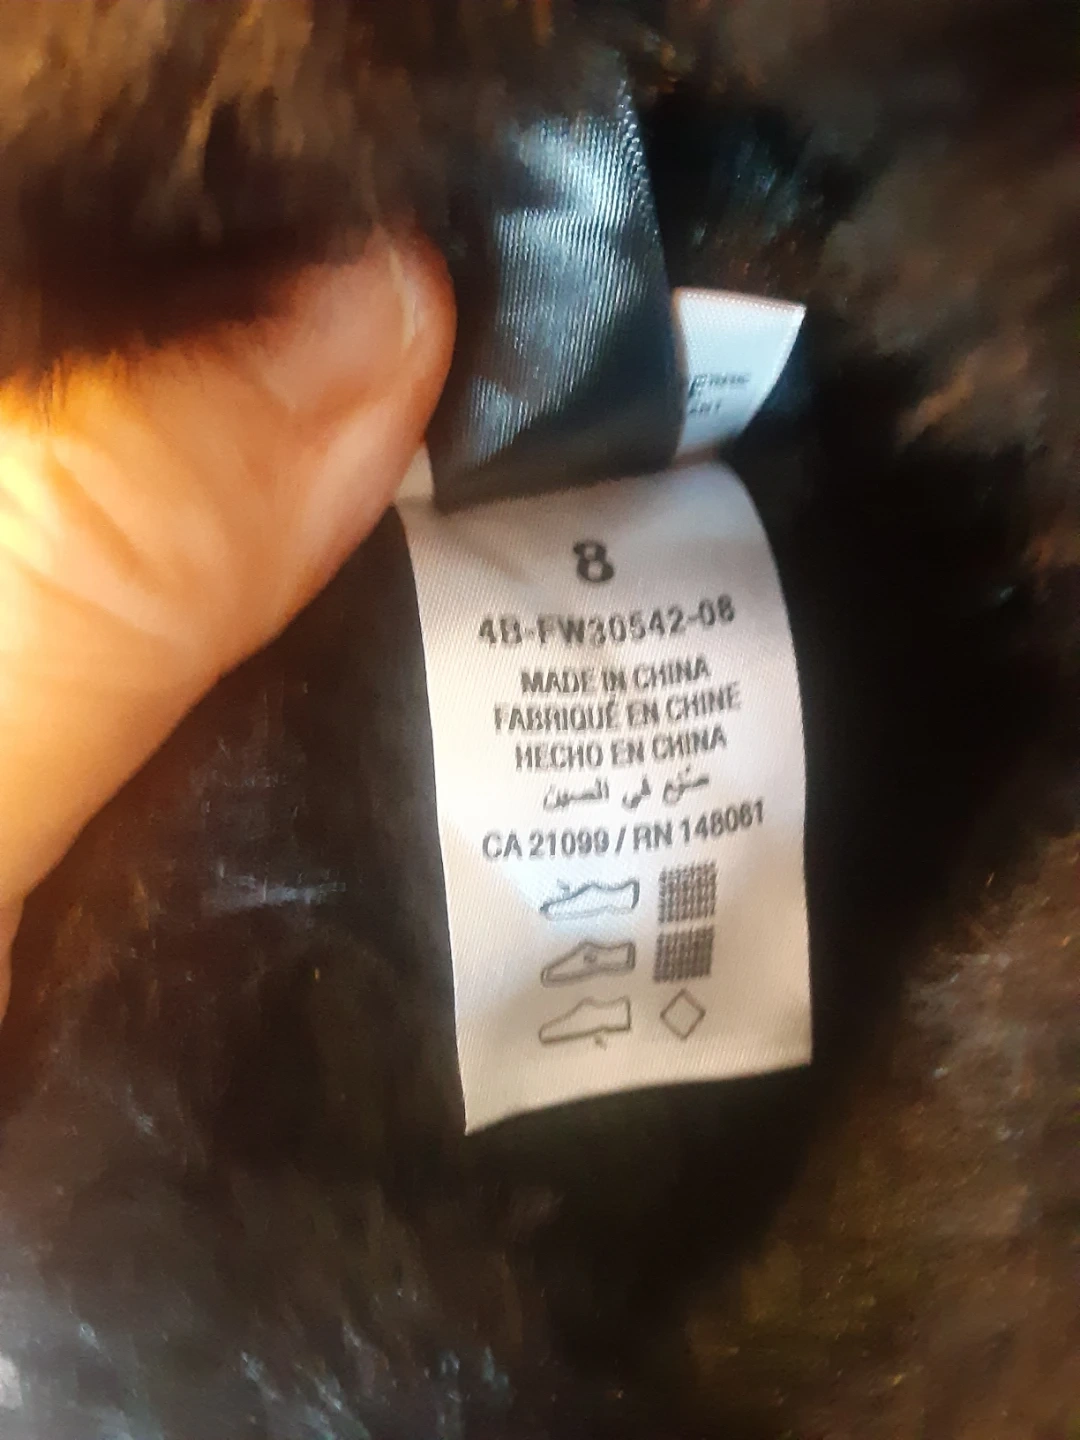 8
4B-FW30542-08
MADE IN CHINA
FABRIQUÉ EN CHINE
HECHO EN CHINA
صنع في الصين
CA 21099 / RN 148061